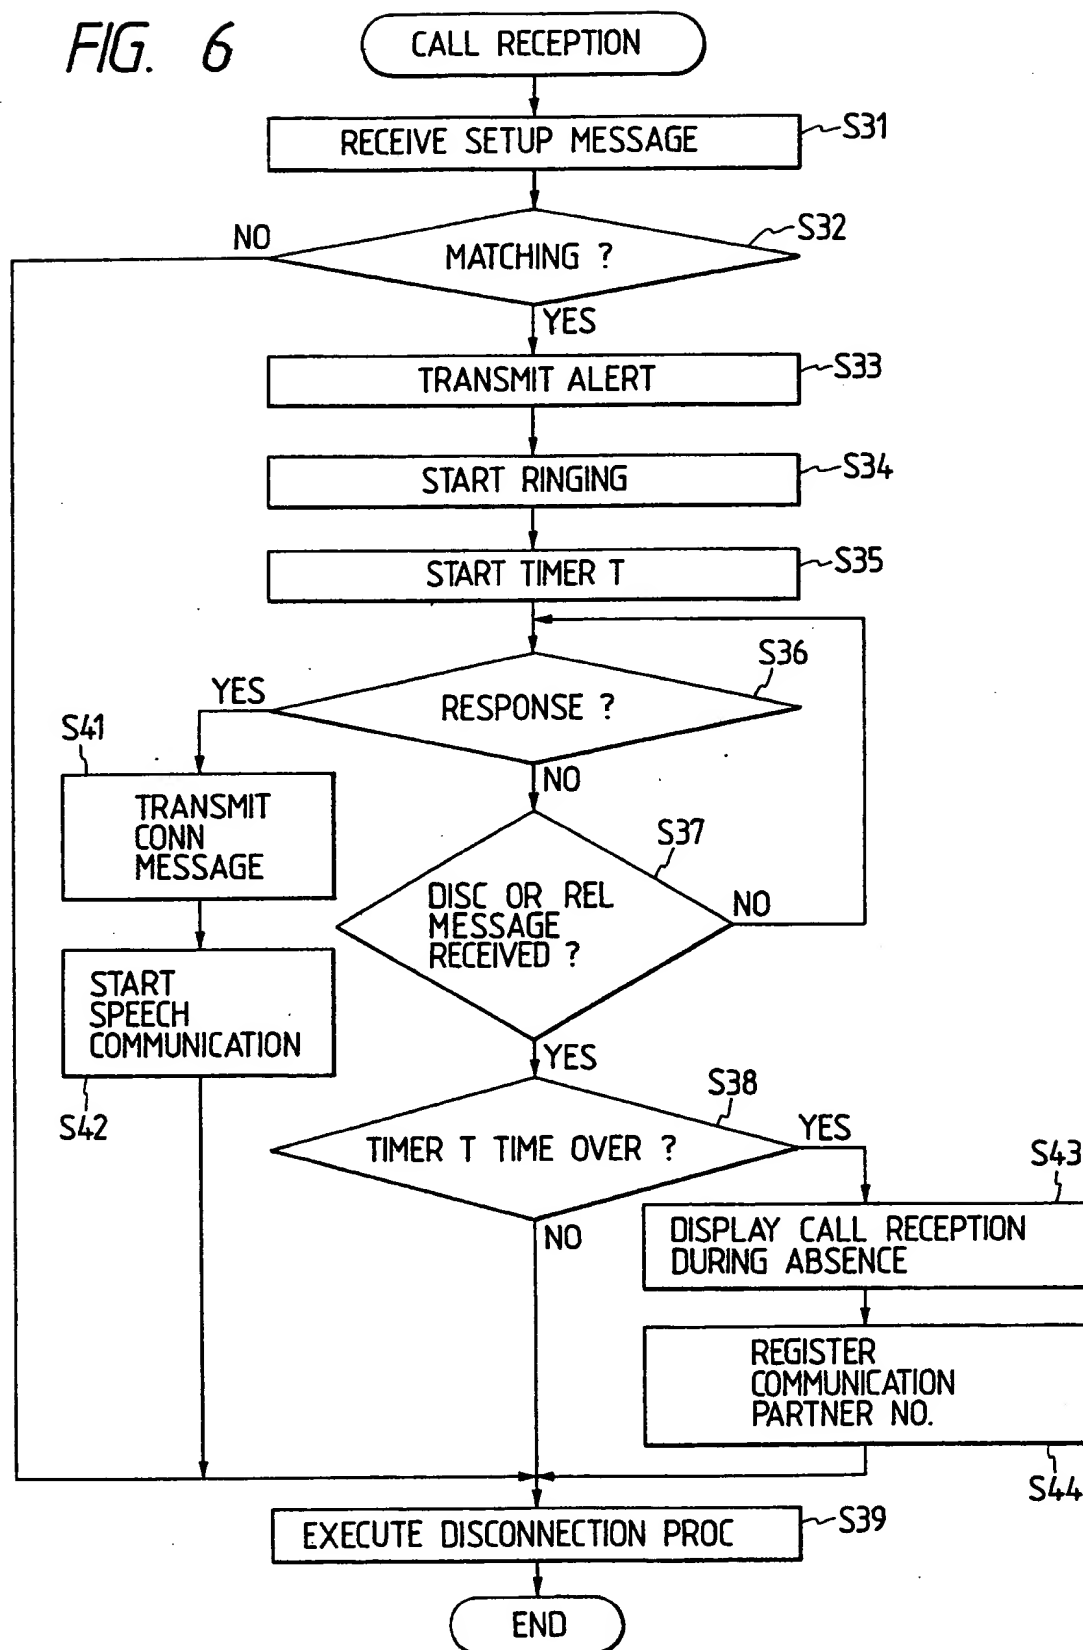 FIG. 6
CALL RECEPTION
RECEIVE SETUP MESSAGE
S31
MATCHING ?
S32
NO
YES
TRANSMIT ALERT
S33
START RINGING
S34
START TIMER T
S35
RESPONSE ?
S36
YES
NO
S41
TRANSMIT
CONN
MESSAGE
DISC OR REL
MESSAGE
RECEIVED ?
S37
NO
YES
START
SPEECH
COMMUNICATION
S42
TIMER T TIME OVER ?
S38
YES
NO
S43
DISPLAY CALL RECEPTION
DURING ABSENCE
REGISTER
COMMUNICATION
PARTNER NO.
S44
EXECUTE DISCONNECTION PROC
S39
END